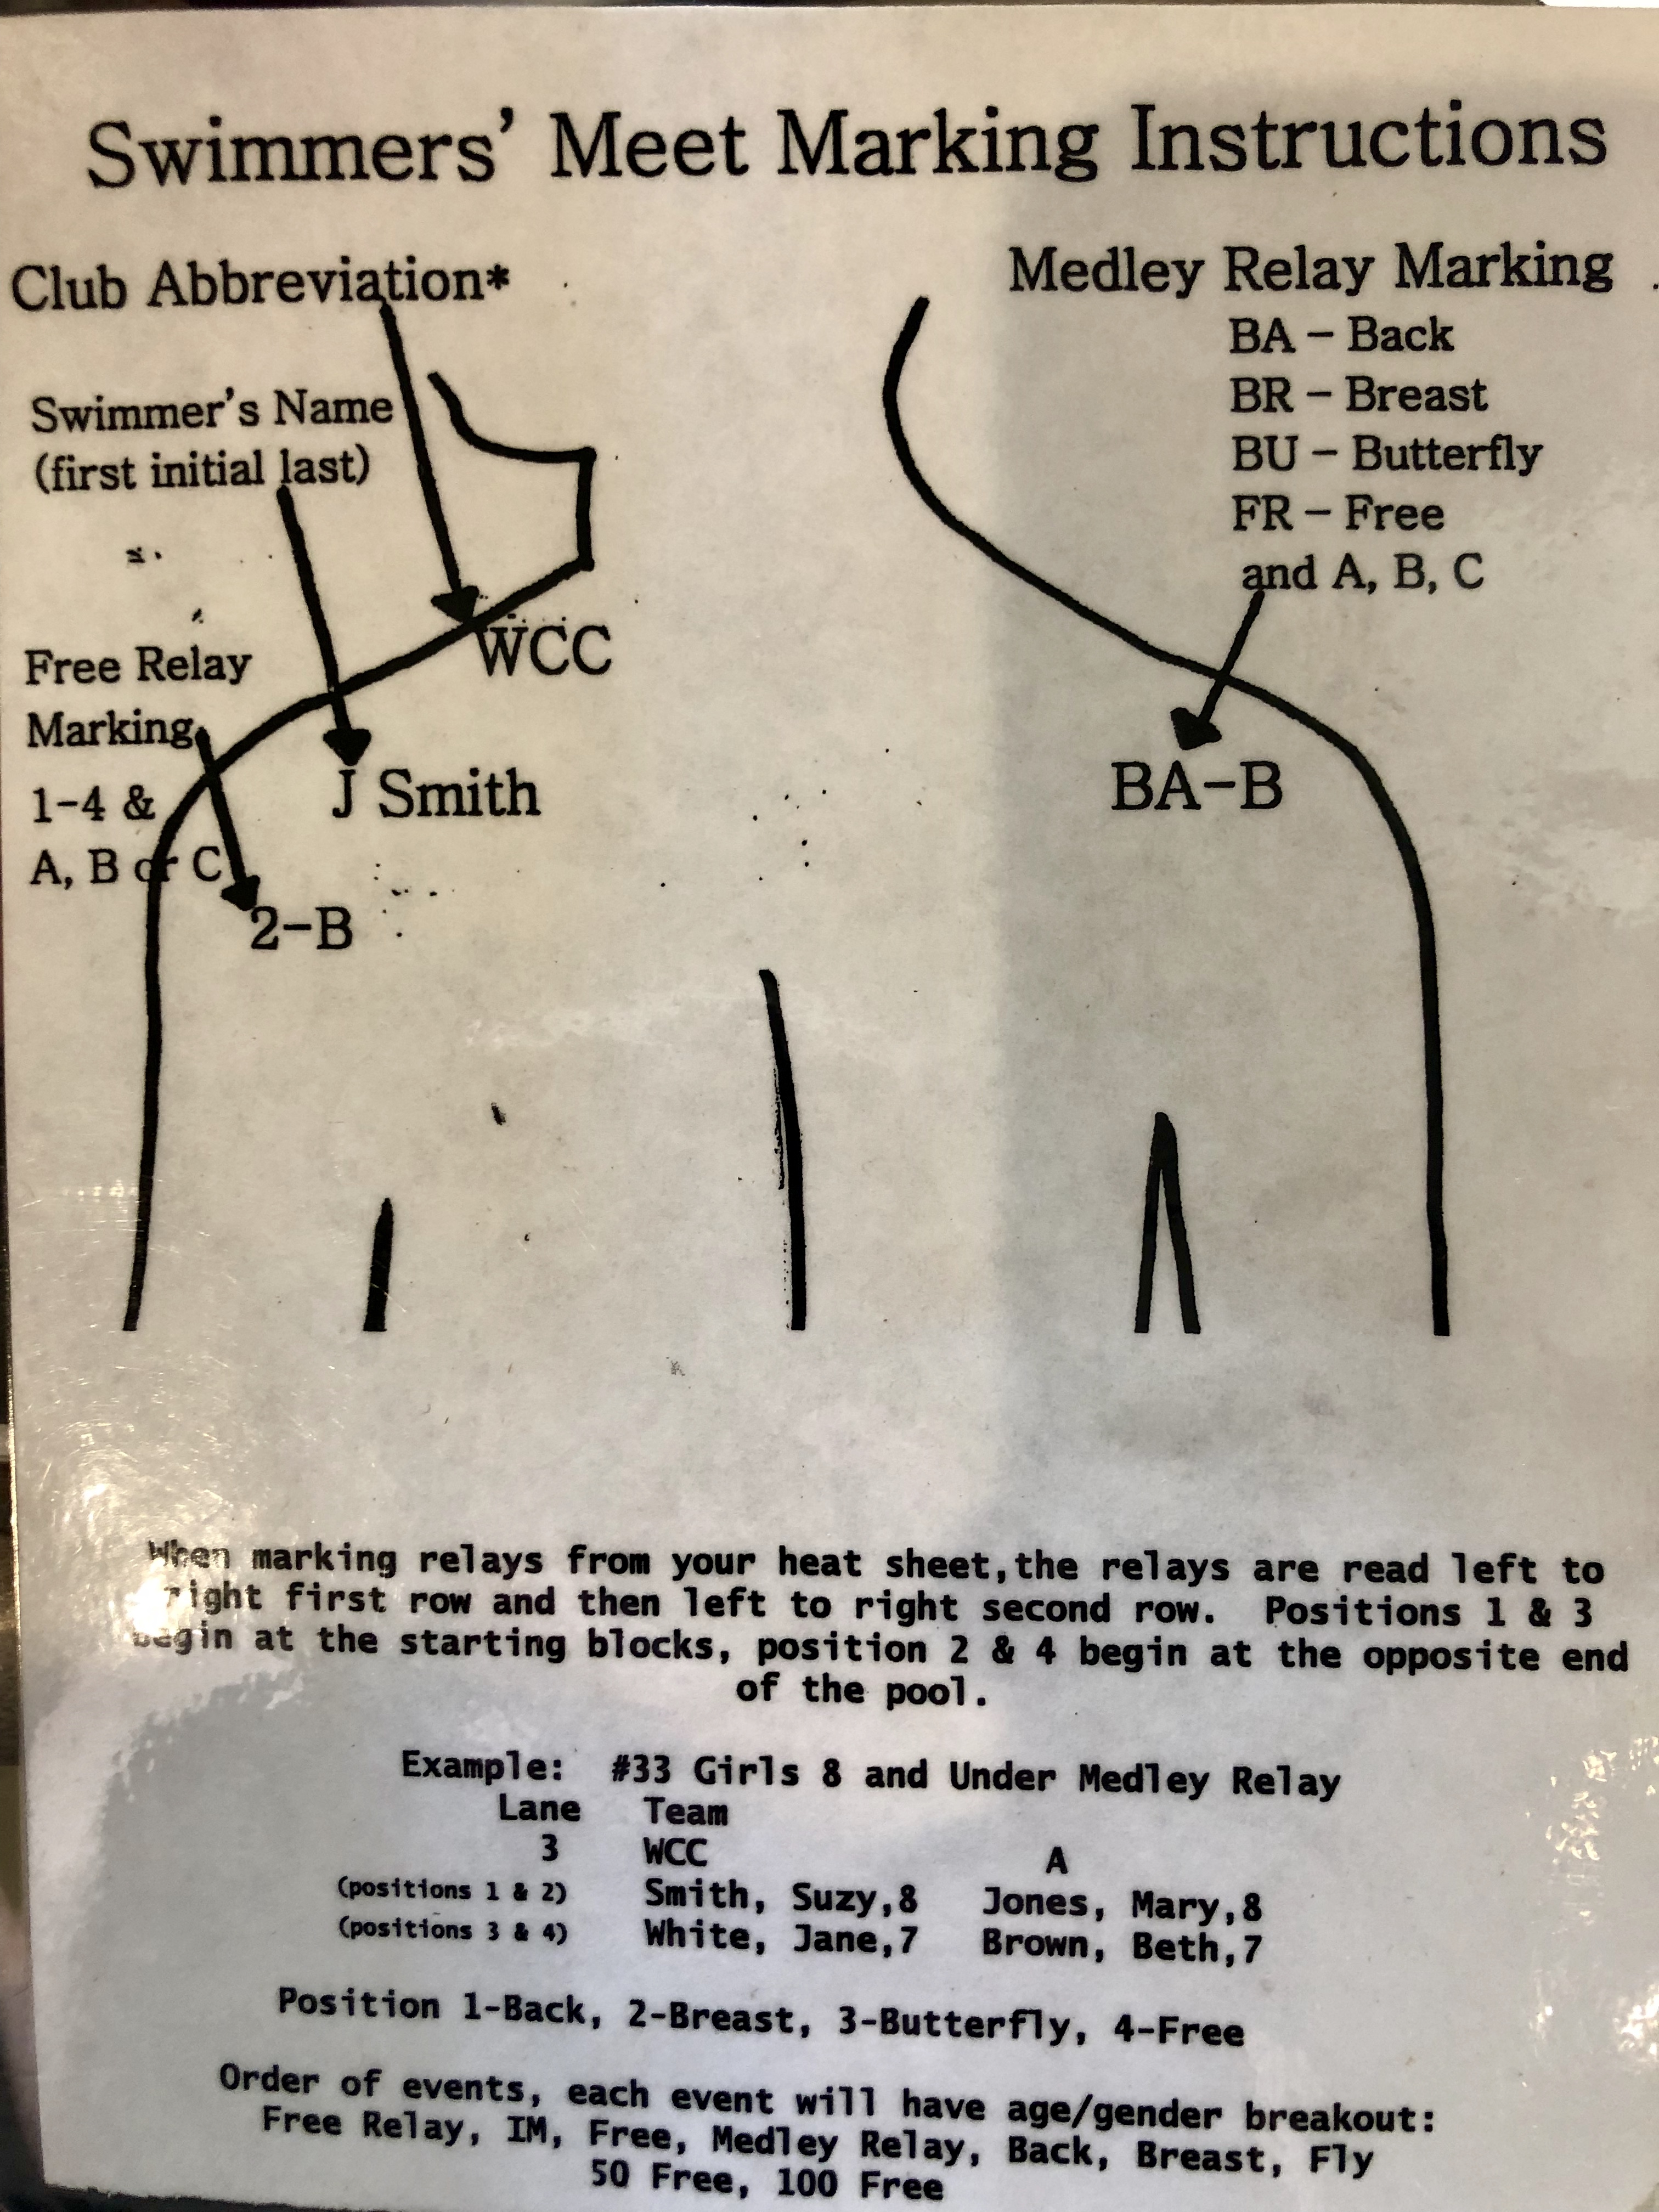 Swimmers' Meet Marking Instructions
Club Abbreviation*
Swimmer's Name
(first initial last)
Free Relay
Marking
1-4 &
A, B or C
WCC
J Smith
2-B
Medley Relay Marking
BA - Back
BR - Breast
BU - Butterfly
FR - Free
and A, B, C
BA-B
When marking relays from your heat sheet,the relays are read left to
right first row and then left to right second row. Positions 1 & 3
begin at the starting blocks, position 2 & 4 begin at the opposite end
of the pool.
Example: #33 Girls 8 and Under Medley Relay
Lane Team
3 WCC A
(positions 1 & 2) Smith, Suzy,8 Jones, Mary,8
(positions 3 & 4) White, Jane,7 Brown, Beth,7
Position 1-Back, 2-Breast, 3-Butterfly, 4-Free
Order of events, each event will have age/gender breakout:
Free Relay, IM, Free, Medley Relay, Back, Breast, Fly
50 Free, 100 Free